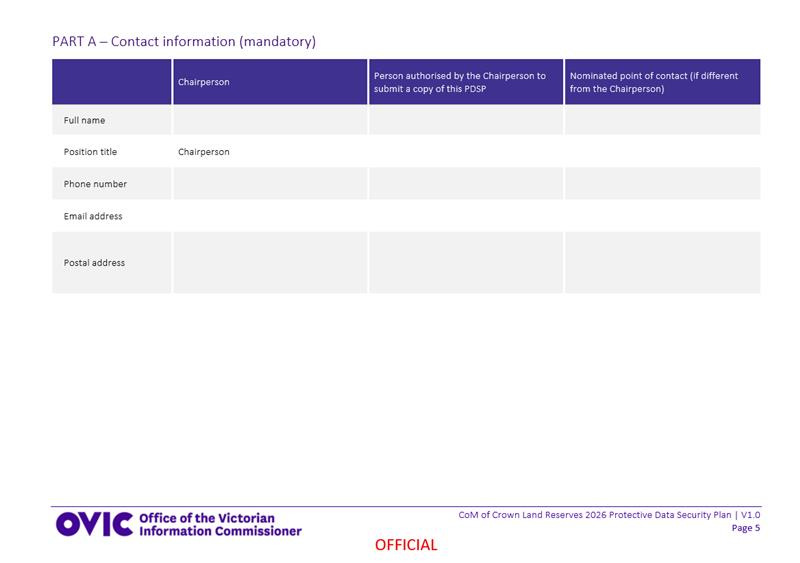 PART A – Contact information (mandatory)
Chairperson
Person authorised by the Chairperson to
submit a copy of this PDSP
Nominated point of contact (if different
from the Chairperson)
Full name
Position title
Chairperson
Phone number
Email address
Postal address
OVIC
Office of the Victorian
Information Commissioner
CoM of Crown Land Reserves 2026 Protective Data Security Plan | V1.0
Page 5
OFFICIAL